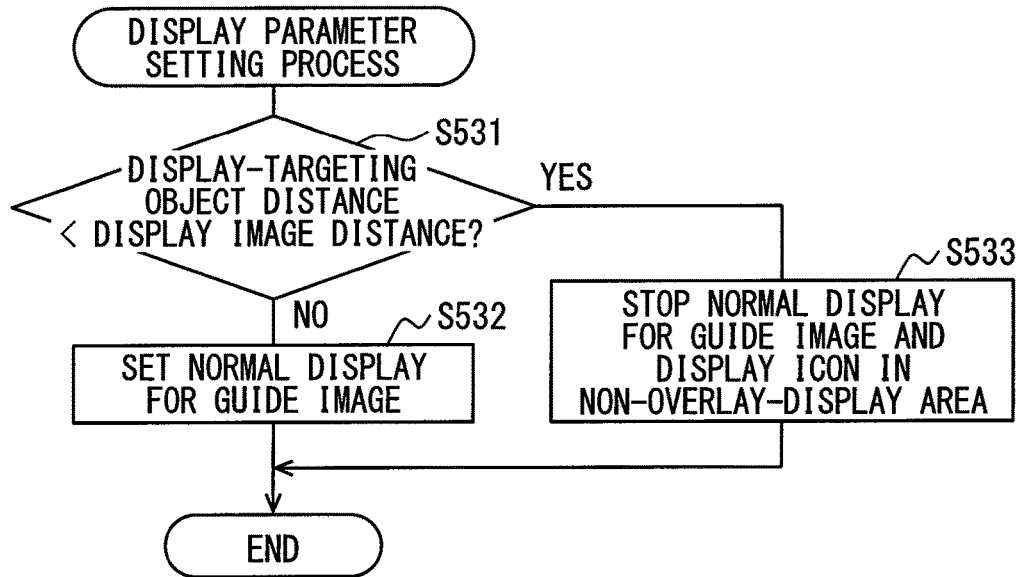 DISPLAY PARAMETER
SETTING PROCESS
S531
DISPLAY-TARGETING
OBJECT DISTANCE
< DISPLAY IMAGE DISTANCE?
YES
NO
S532
SET NORMAL DISPLAY
FOR GUIDE IMAGE
S533
STOP NORMAL DISPLAY
FOR GUIDE IMAGE AND
DISPLAY ICON IN
NON-OVERLAY-DISPLAY AREA
END